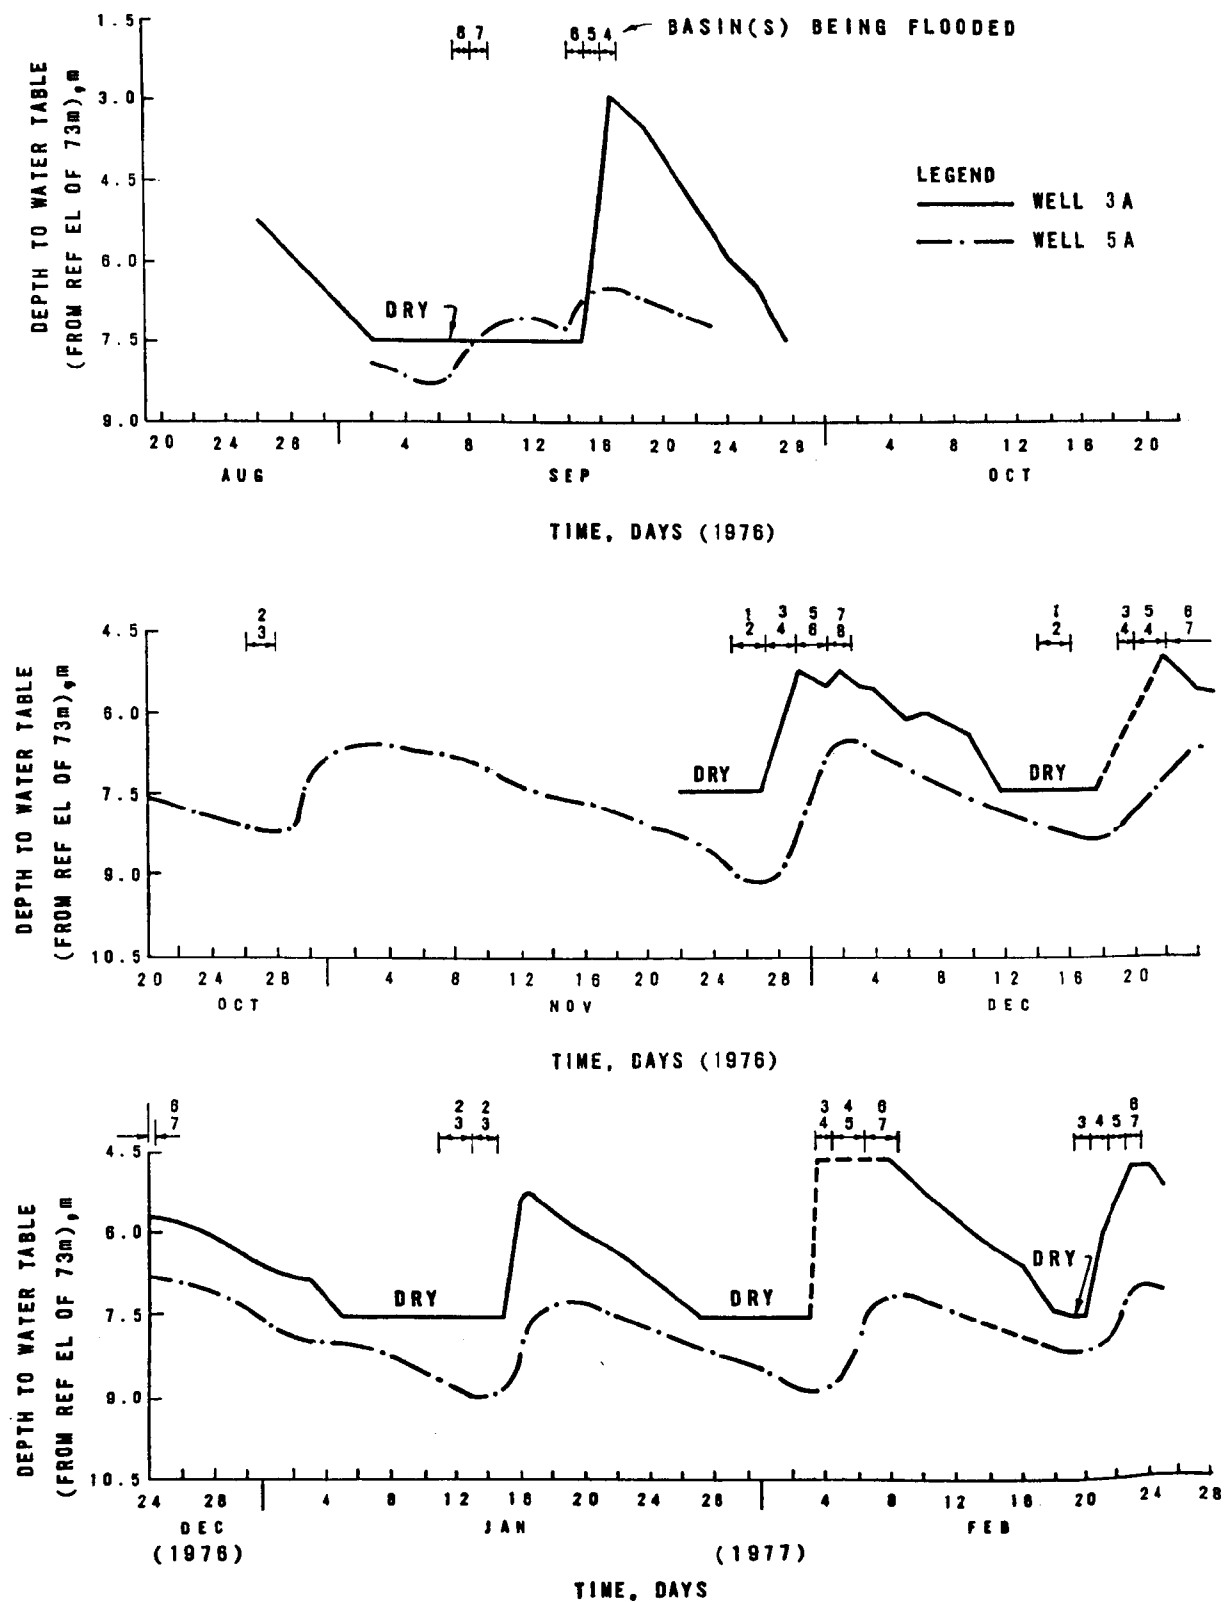 1.5
8 7
6 5 4
BASIN(S) BEING FLOODED
3.0
4.5
6.0
7.5
9.0
DEPTH TO WATER TABLE
(FROM REF EL OF 73m), m
LEGEND
WELL 3A
WELL 5A
DRY
20 24 28 4 8 12 16 20 24 28 4 8 12 16 20
AUG SEP OCT
TIME, DAYS (1976)
2 1 3 5 7 1 3 5 6
3 2 4 6 8 2 4 4 7
4.5
6.0
7.5
9.0
10.5
DEPTH TO WATER TABLE
(FROM REF EL OF 73m), m
DRY DRY
20 24 28 4 8 12 16 20 24 28 4 8 12 16 20
OCT NOV DEC
TIME, DAYS (1976)
6 2 2 3 4 6 6
7 3 3 4 5 7 3 4 5 7
4.5
6.0
7.5
9.0
10.5
DEPTH TO WATER TABLE
(FROM REF EL OF 73m), m
DRY DRY DRY
24 28 4 8 12 16 20 24 28 4 8 12 16 20 24 28
DEC JAN FEB
(1976) (1977)
TIME, DAYS